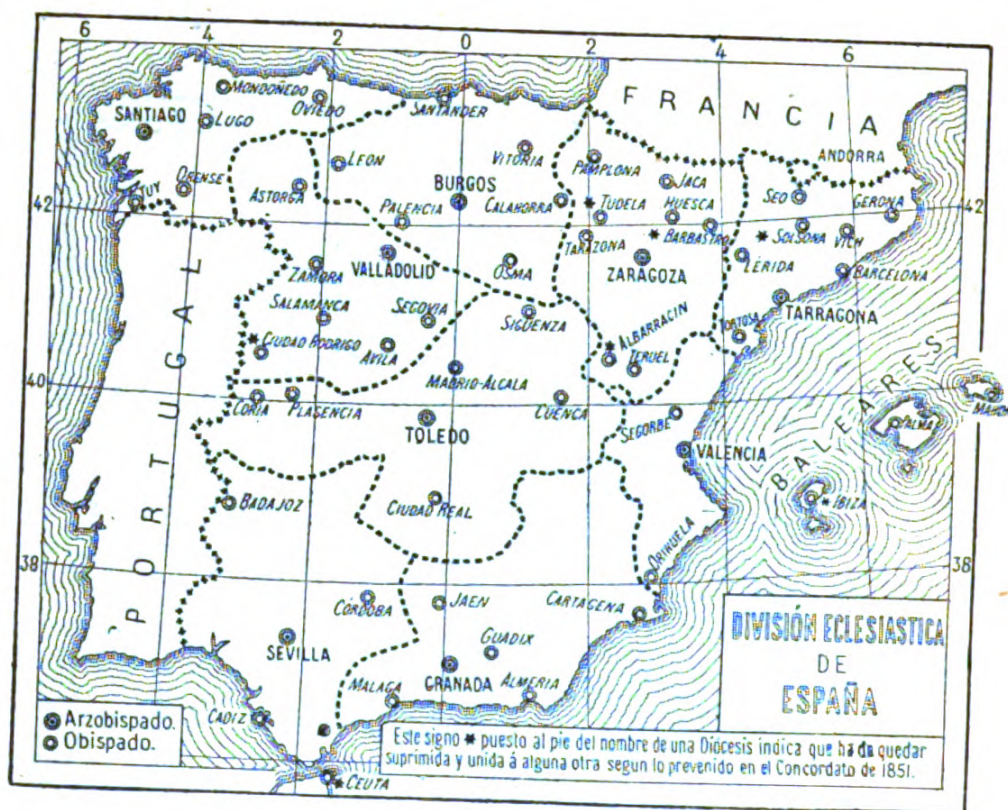 6 4 2 0 2 4 6
FRANCIA
MONDOÑEDO
OVIEDO
SANTANDER
SANTIAGO
LUGO
ANDORRA
LEON
VITORIA
PAMPLONA
JACA
ORENSE
TUY
ASTORGA
BURGOS
CALAHORRA
* TUDELA
HUESCA
SEO
GERONA
42 42
PALENCIA
TARAZONA
* BARBASTRO
* SOLSONA
VICH
ZAMORA
VALLADOLID
OSMA
ZARAGOZA
LÉRIDA
BARCELONA
SALAMANCA
SEGOVIA
SIGÜENZA
* ALBARRACIN
TORTOSA
TARRAGONA
* CIUDAD RODRIGO
AVILA
TERUEL
MADRID-ALCALA
40 40
CORIA
PLASENCIA
TOLEDO
CUENCA
SEGORBE
VALENCIA
BALEARES
PALMA
PORTUGAL
BADAJOZ
CIUDAD REAL
* IBIZA
ORIHUELA
38 38
CORDOBA
JAEN
CARTAGENA
SEVILLA
GUADIX
GRANADA
MALAGA
ALMERIA
CADIZ
* CEUTA
DIVISIÓN ECLESIASTICA
DE
ESPAÑA
Arzobispado.
Obispado.
Este signo * puesto al pie del nombre de una Diócesis indica que ha de quedar
suprimida y unida á alguna otra segun lo prevenido en el Concordato de 1851.